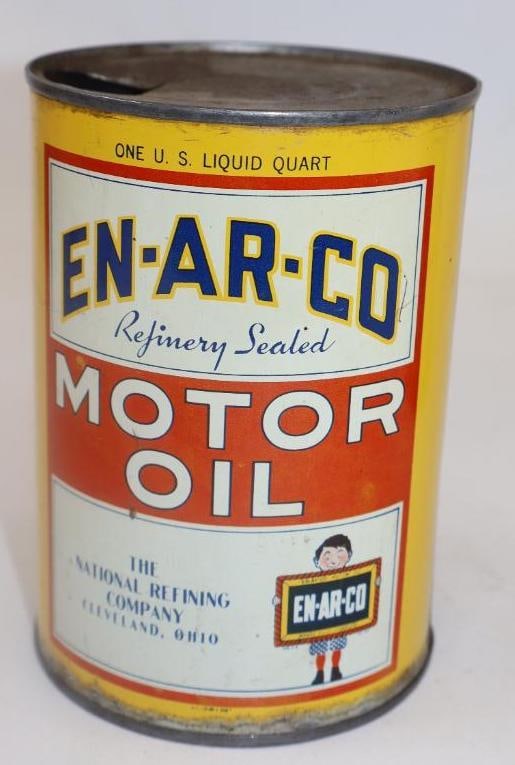 ONE U. S. LIQUID QUART
EN-AR-CO
Refinery Sealed
MOTOR
OIL
THE
NATIONAL REFINING
COMPANY
CLEVELAND, OHIO
EN-AR-CO